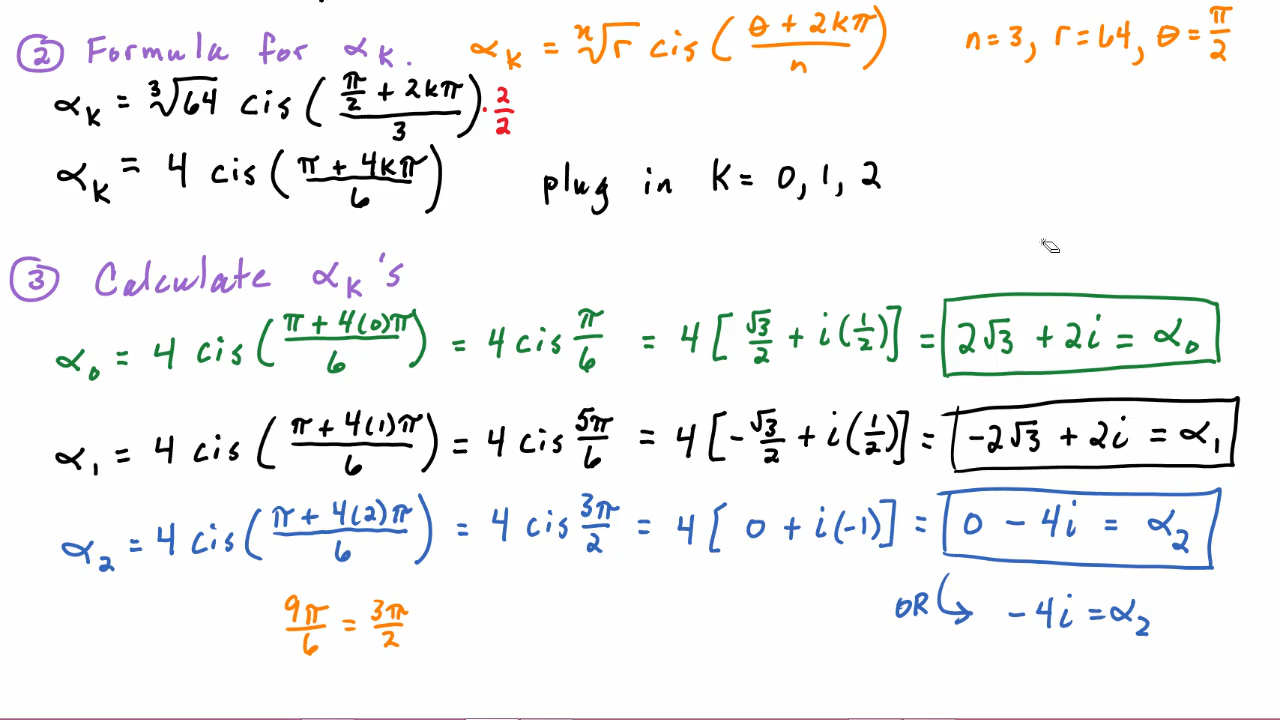 ② Formula for αₖ. αₖ = ⁿ√r cis((θ + 2kπ)/n) n=3, r=64, θ=π/2
αₖ = ³√64 cis((π/2 + 2kπ)/3) · 2/2
αₖ = 4 cis((π + 4kπ)/6) plug in K= 0, 1, 2
③ Calculate αₖ's
α₀ = 4 cis((π + 4(0)π)/6) = 4 cis π/6 = 4[√3/2 + i(1/2)] = 2√3 + 2i = α₀
α₁ = 4 cis((π + 4(1)π)/6) = 4 cis 5π/6 = 4[-√3/2 + i(1/2)] = -2√3 + 2i = α₁
α₂ = 4 cis((π + 4(2)π)/6) = 4 cis 3π/2 = 4[0 + i(-1)] = 0 - 4i = α₂
9π/6 = 3π/2
OR ↳ -4i = α₂